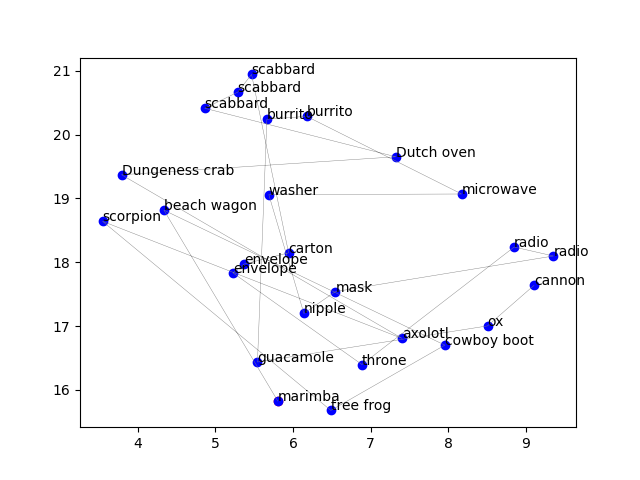 scabbard
scabbard
scabbard
burrito
burrito
Dutch oven
Dungeness crab
washer
microwave
beach wagon
scorpion
radio
carton
radio
envelope
envelope
cannon
mask
nipple
ox
axolotl
cowboy boot
guacamole
throne
marimba
free frog
21
20
19
18
17
16
4
5
6
7
8
9